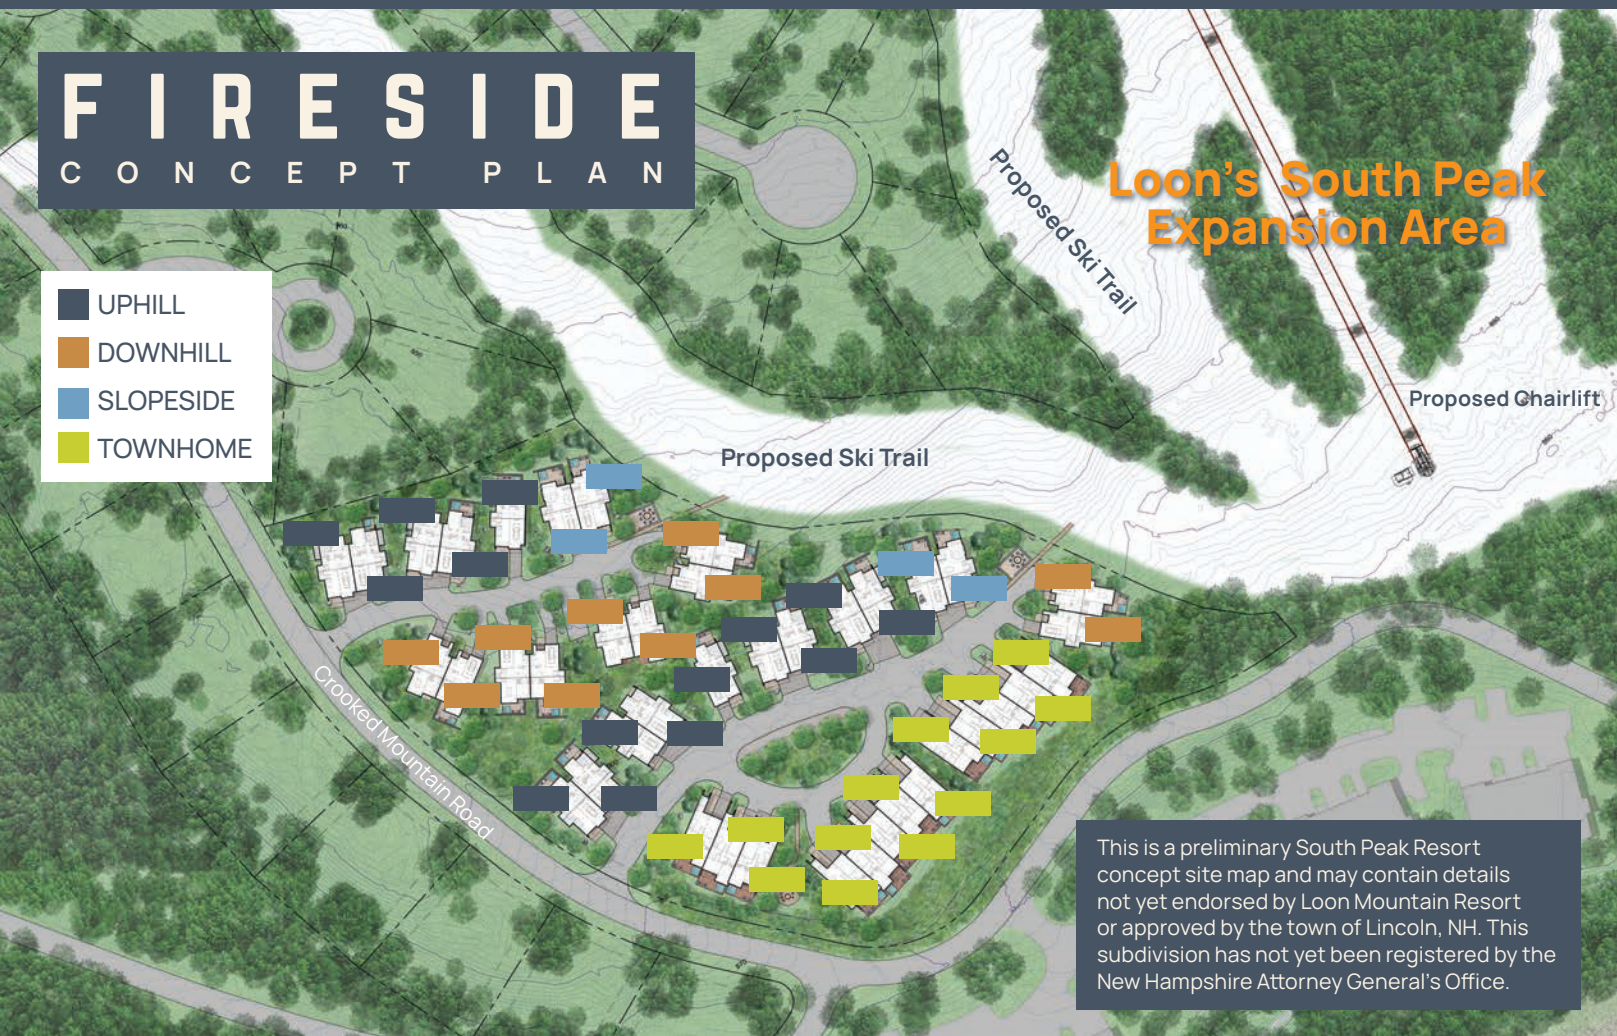 FIRESIDE
CONCEPT PLAN
UPHILL
DOWNHILL
SLOPESIDE
TOWNHOME
Loon's South Peak
Expansion Area
Proposed Ski Trail
Proposed Chairlift
Proposed Ski Trail
Crooked Mountain Road
This is a preliminary South Peak Resort
concept site map and may contain details
not yet endorsed by Loon Mountain Resort
or approved by the town of Lincoln, NH. This
subdivision has not yet been registered by the
New Hampshire Attorney General's Office.